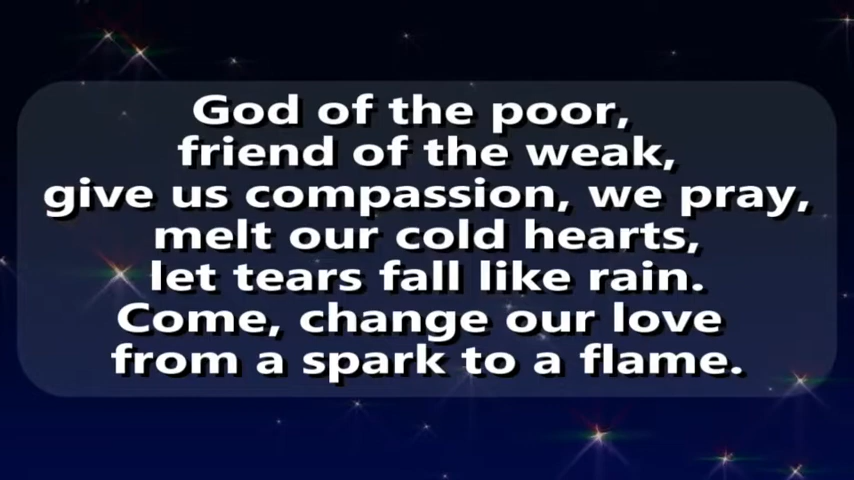 God of the poor,
friend of the weak,
give us compassion, we pray,
melt our cold hearts,
let tears fall like rain.
Come, change our love
from a spark to a flame.